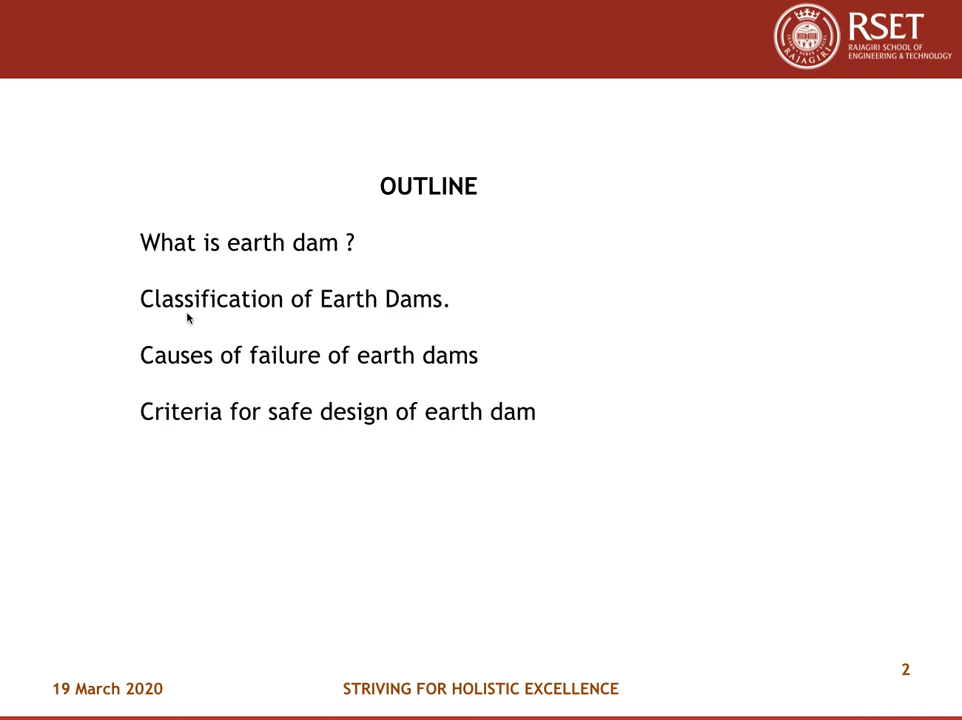 RSET
RAJAGIRI SCHOOL OF
ENGINEERING & TECHNOLOGY
RAJAGIRI
OUTLINE
What is earth dam ?
Classification of Earth Dams.
Causes of failure of earth dams
Criteria for safe design of earth dam
2
19 March 2020
STRIVING FOR HOLISTIC EXCELLENCE